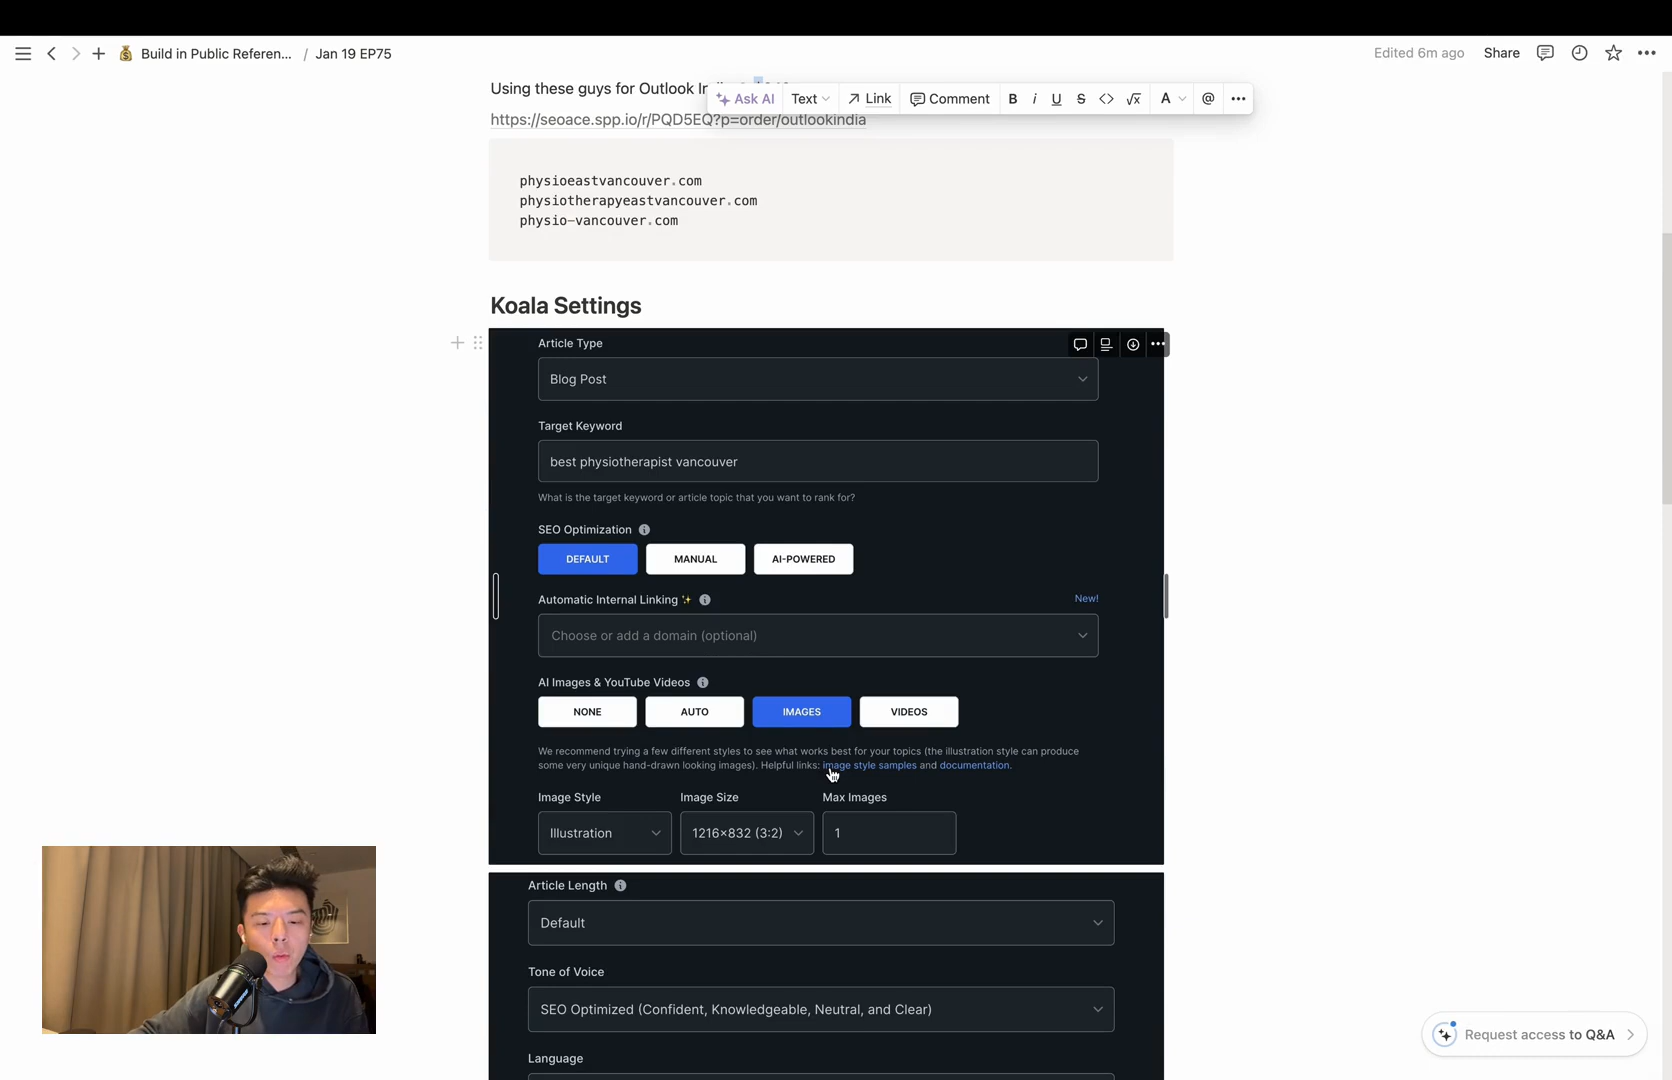 Build in Public Referen... / Jan 19 EP75
Edited 6m ago
Share
Using these guys for Outlook
Ask AI
Text
Link
Comment
B i U S <> √x A @ •••
https://seoace.spp.io/r/PQD5EQ?p=order/outlookindia
physioeastvancouver.com
physiotherapyeastvancouver.com
physio-vancouver.com
Koala Settings
Article Type
Blog Post
Target Keyword
best physiotherapist vancouver
What is the target keyword or article topic that you want to rank for?
SEO Optimization
DEFAULT MANUAL AI-POWERED
Automatic Internal Linking
New!
Choose or add a domain (optional)
AI Images & YouTube Videos
NONE AUTO IMAGES VIDEOS
We recommend trying a few different styles to see what works best for your topics (the illustration style can produce
some very unique hand-drawn looking images). Helpful links: image style samples and documentation.
Image Style Image Size Max Images
Illustration 1216×832 (3:2) 1
Article Length
Default
Tone of Voice
SEO Optimized (Confident, Knowledgeable, Neutral, and Clear)
Language
Request access to Q&A